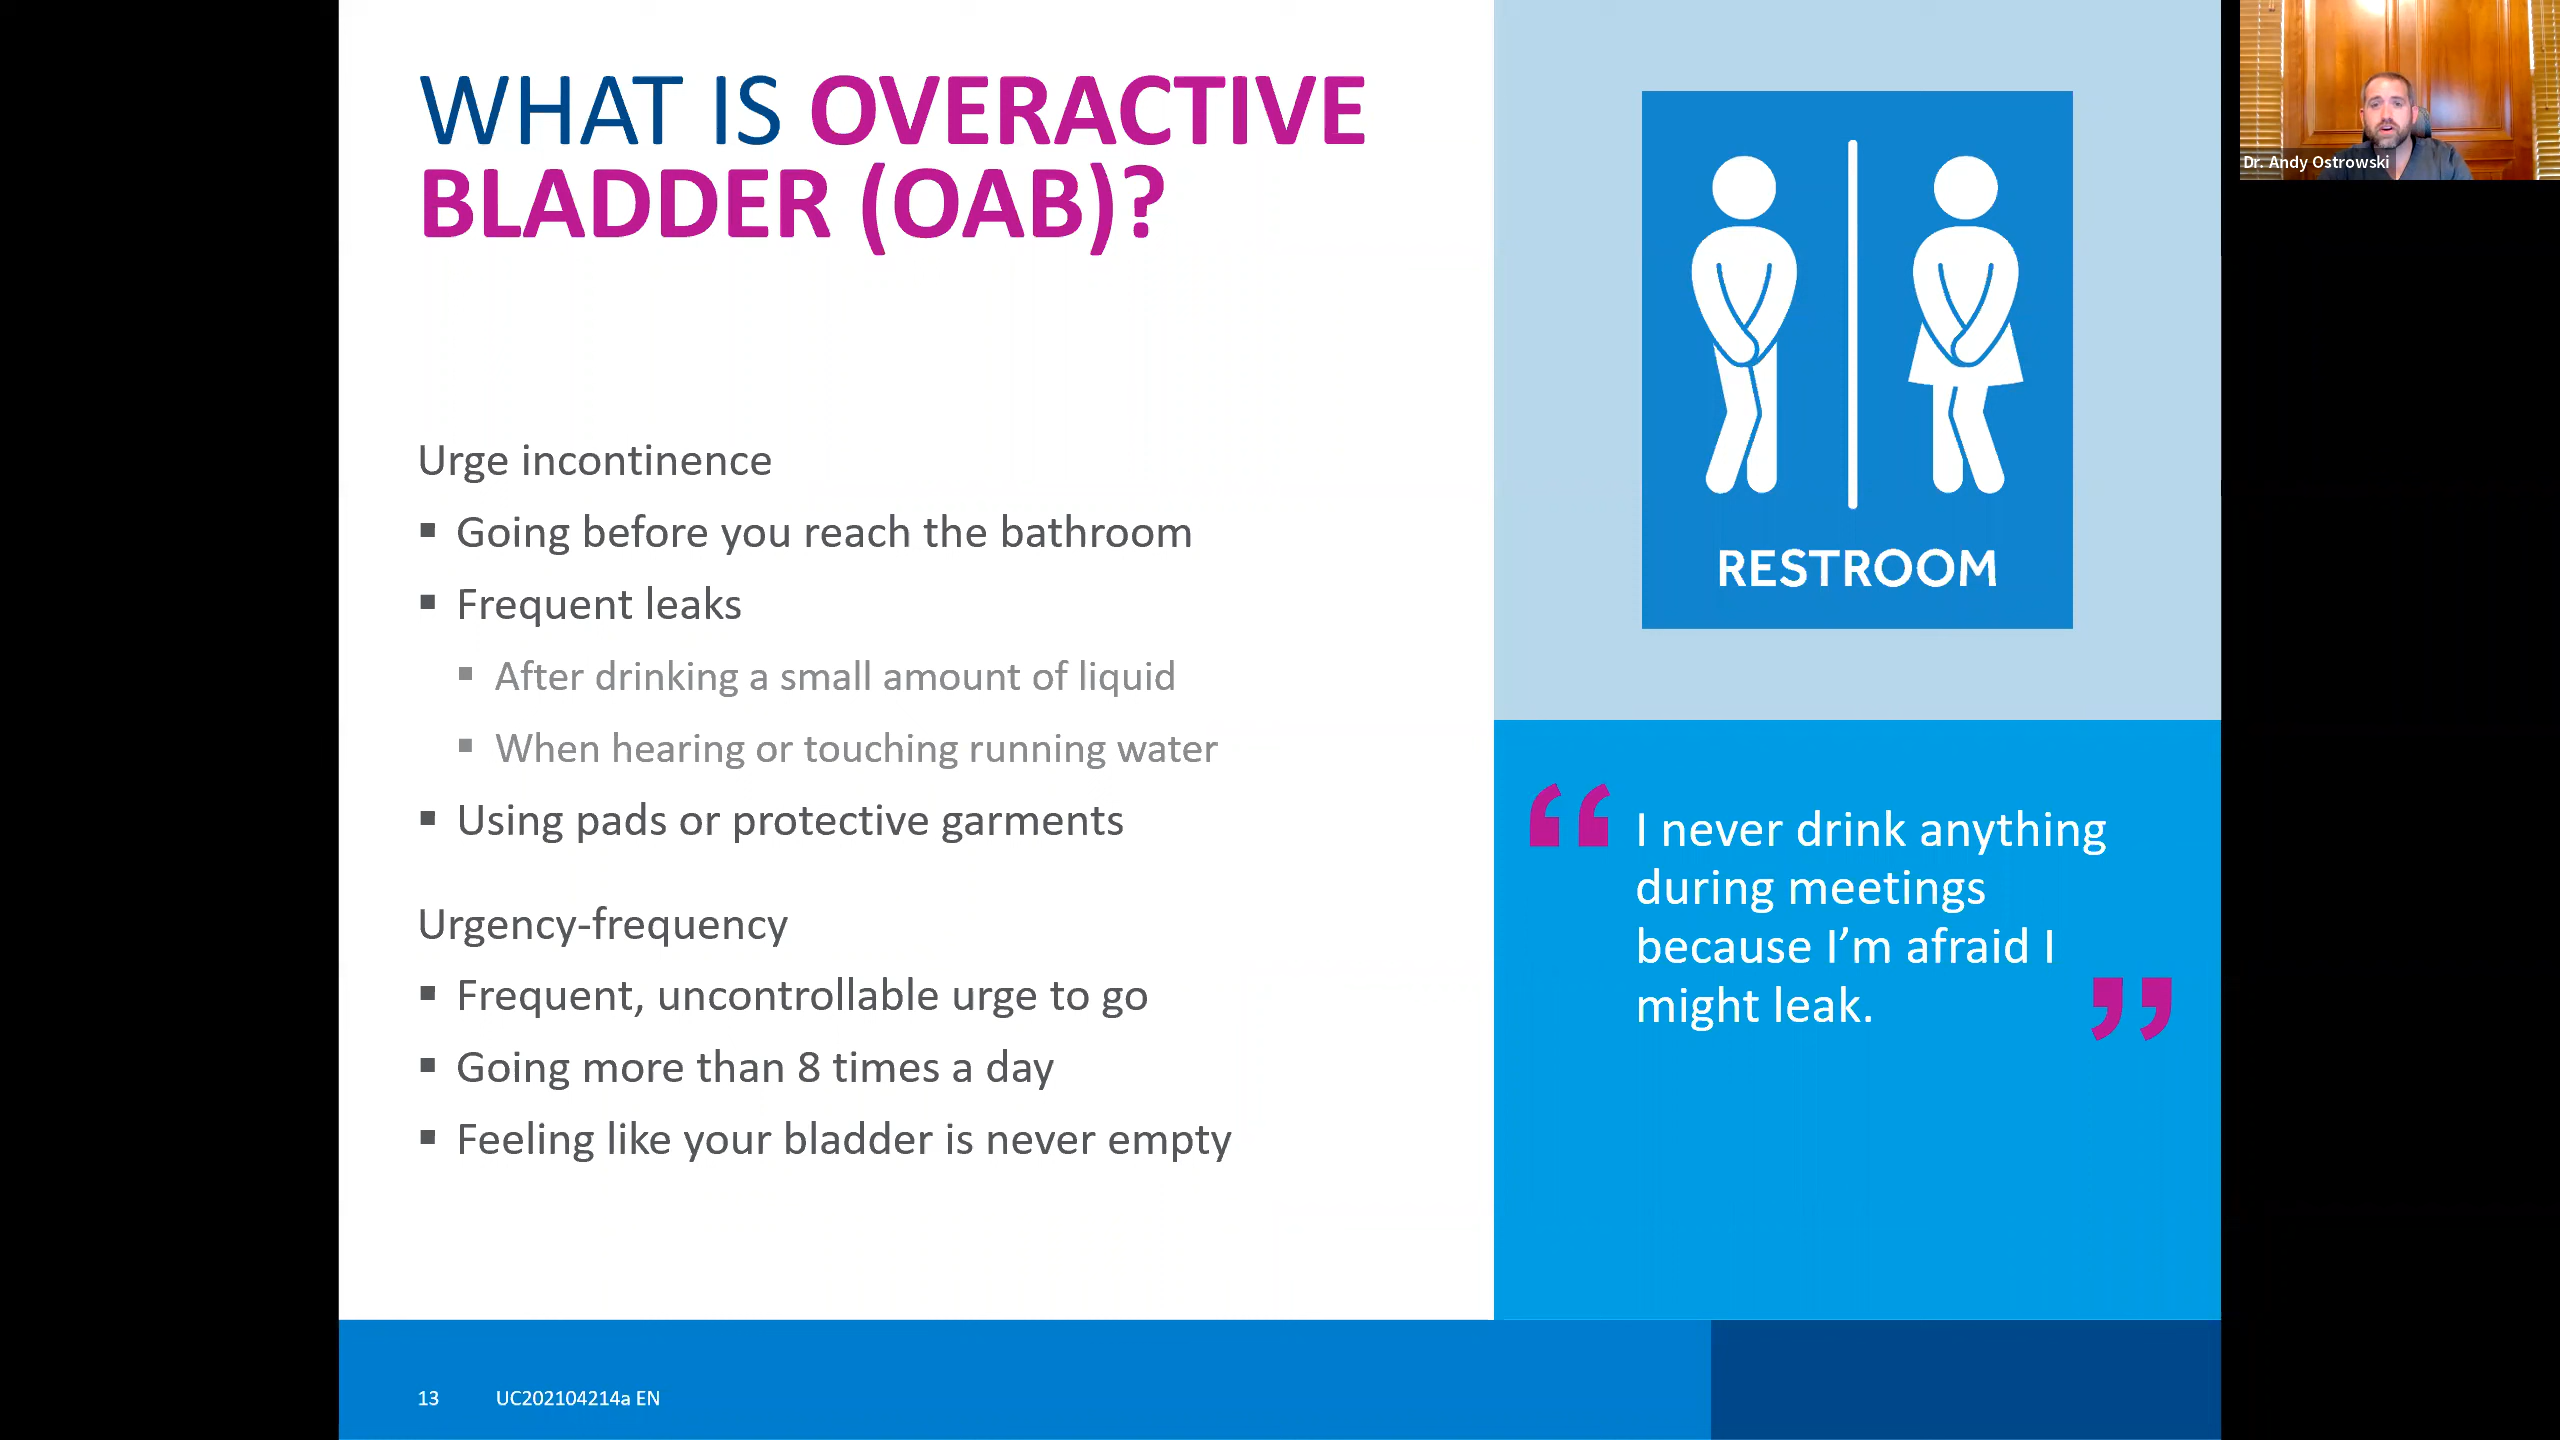 WHAT IS OVERACTIVE
BLADDER (OAB)?
Urge incontinence
▪ Going before you reach the bathroom
▪ Frequent leaks
▪ After drinking a small amount of liquid
▪ When hearing or touching running water
▪ Using pads or protective garments
Urgency-frequency
▪ Frequent, uncontrollable urge to go
▪ Going more than 8 times a day
▪ Feeling like your bladder is never empty
RESTROOM
“I never drink anything
during meetings
because I’m afraid I
might leak.”
13 UC202104214a EN
Dr. Andy Ostrowski